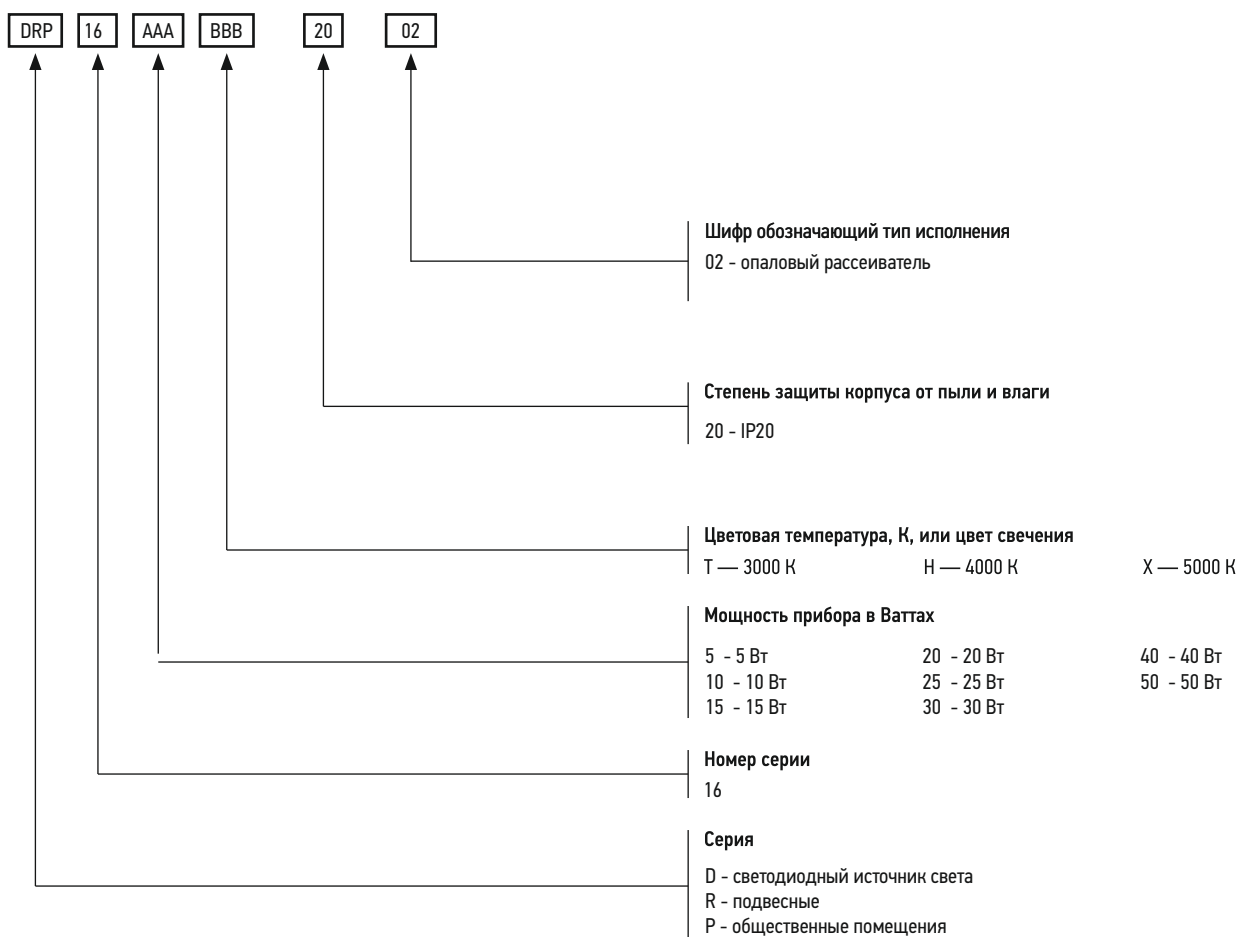 DRP 16 AAA BBB 20 02
Шифр обозначающий тип исполнения
02 - опаловый рассеиватель
Степень защиты корпуса от пыли и влаги
20 - IP20
Цветовая температура, К, или цвет свечения
Т — 3000 К Н — 4000 К Х — 5000 К
Мощность прибора в Ваттах
5 - 5 Вт 20 - 20 Вт 40 - 40 Вт
10 - 10 Вт 25 - 25 Вт 50 - 50 Вт
15 - 15 Вт 30 - 30 Вт
Номер серии
16
Серия
D - светодиодный источник света
R - подвесные
P - общественные помещения